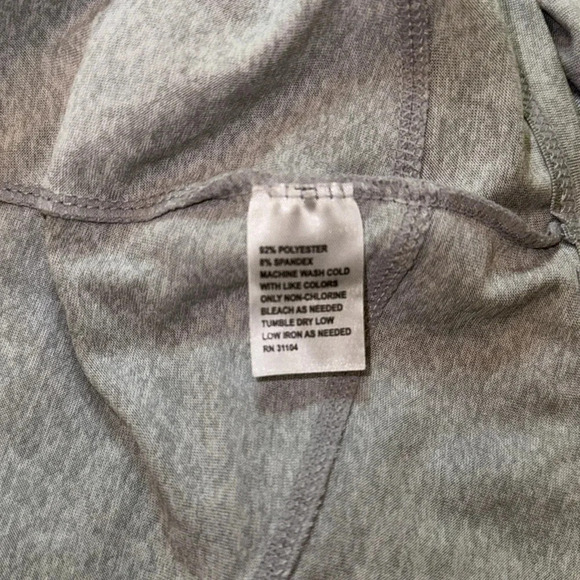 92% POLYESTER
8% SPANDEX
MACHINE WASH COLD
WITH LIKE COLORS
ONLY NON-CHLORINE
BLEACH AS NEEDED
TUMBLE DRY LOW
LOW IRON AS NEEDED
RN 31104